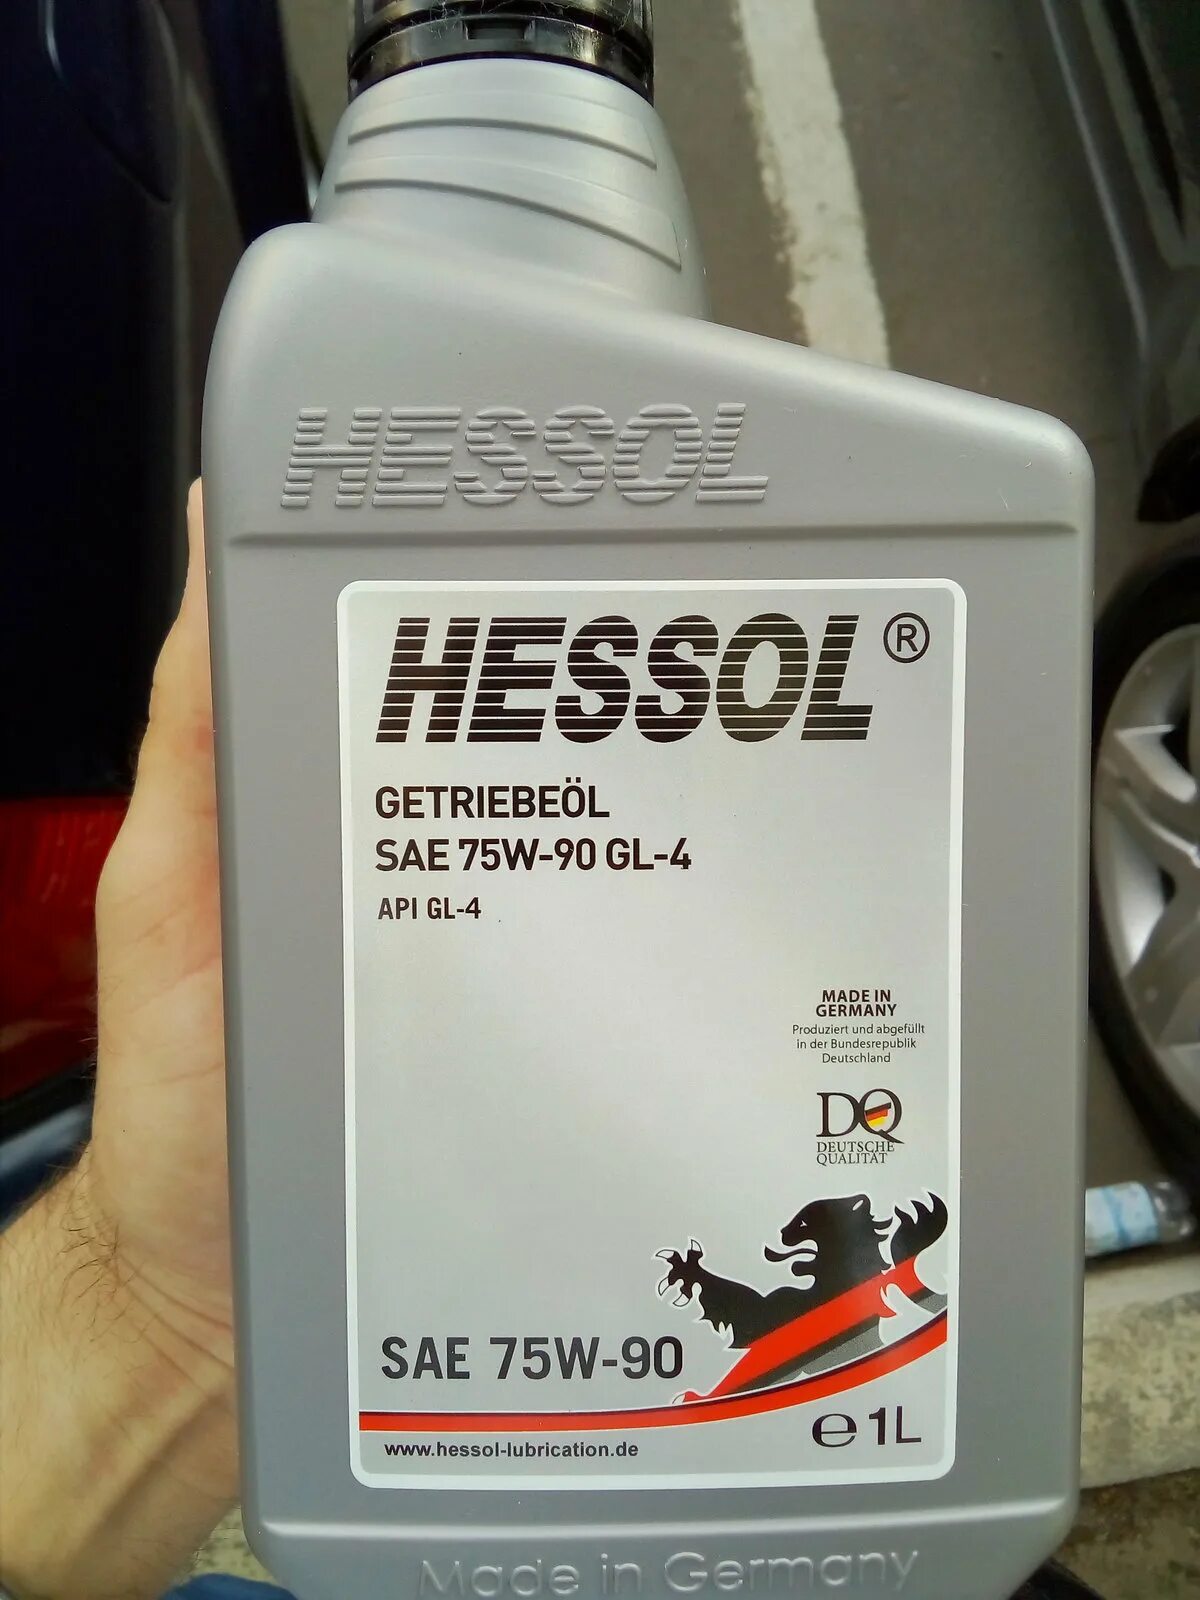 HESSOL
HESSOL®
GETRIEBEÖL
SAE 75W-90 GL-4
API GL-4
MADE IN
GERMANY
Produziert und abgefüllt
in der Bundesrepublik
Deutschland
DQ
DEUTSCHE
QUALITÄT
SAE 75W-90
℮ 1L
www.hessol-lubrication.de
Made in Germany